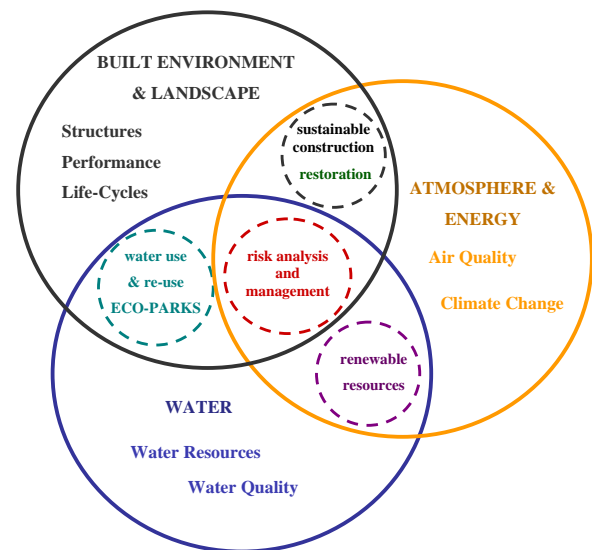 BUILT ENVIRONMENT
& LANDSCAPE
Structures
Performance
Life-Cycles
sustainable
construction
restoration
ATMOSPHERE &
ENERGY
Air Quality
Climate Change
water use
& re-use
ECO-PARKS
risk analysis
and
management
renewable
resources
WATER
Water Resources
Water Quality